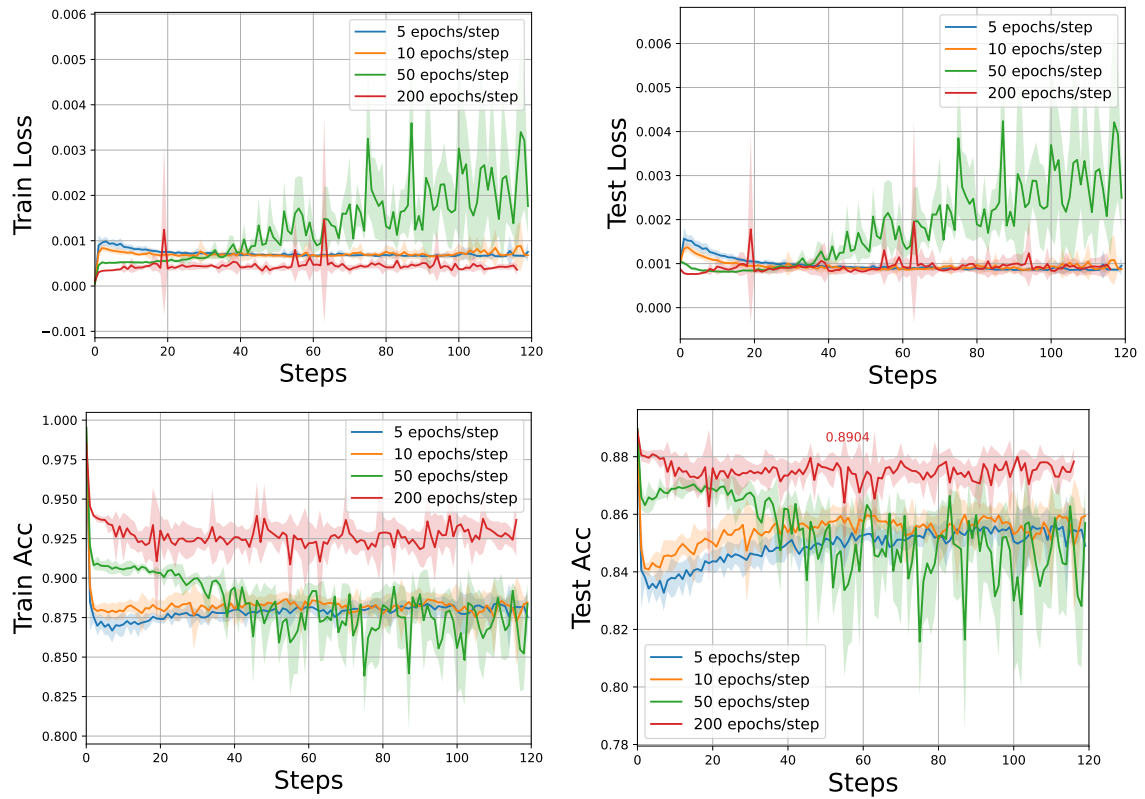 0.006
0.005
0.004
0.003
0.002
0.001
0.000
−0.001
Train Loss
0 20 40 60 80 100 120
Steps
5 epochs/step
10 epochs/step
50 epochs/step
200 epochs/step
0.006
0.005
0.004
0.003
0.002
0.001
0.000
Test Loss
0 20 40 60 80 100 120
Steps
5 epochs/step
10 epochs/step
50 epochs/step
200 epochs/step
1.000
0.975
0.950
0.925
0.900
0.875
0.850
0.825
0.800
Train Acc
0 20 40 60 80 100 120
Steps
5 epochs/step
10 epochs/step
50 epochs/step
200 epochs/step
0.88
0.86
0.84
0.82
0.80
0.78
Test Acc
0.8904
0 20 40 60 80 100 120
Steps
5 epochs/step
10 epochs/step
50 epochs/step
200 epochs/step